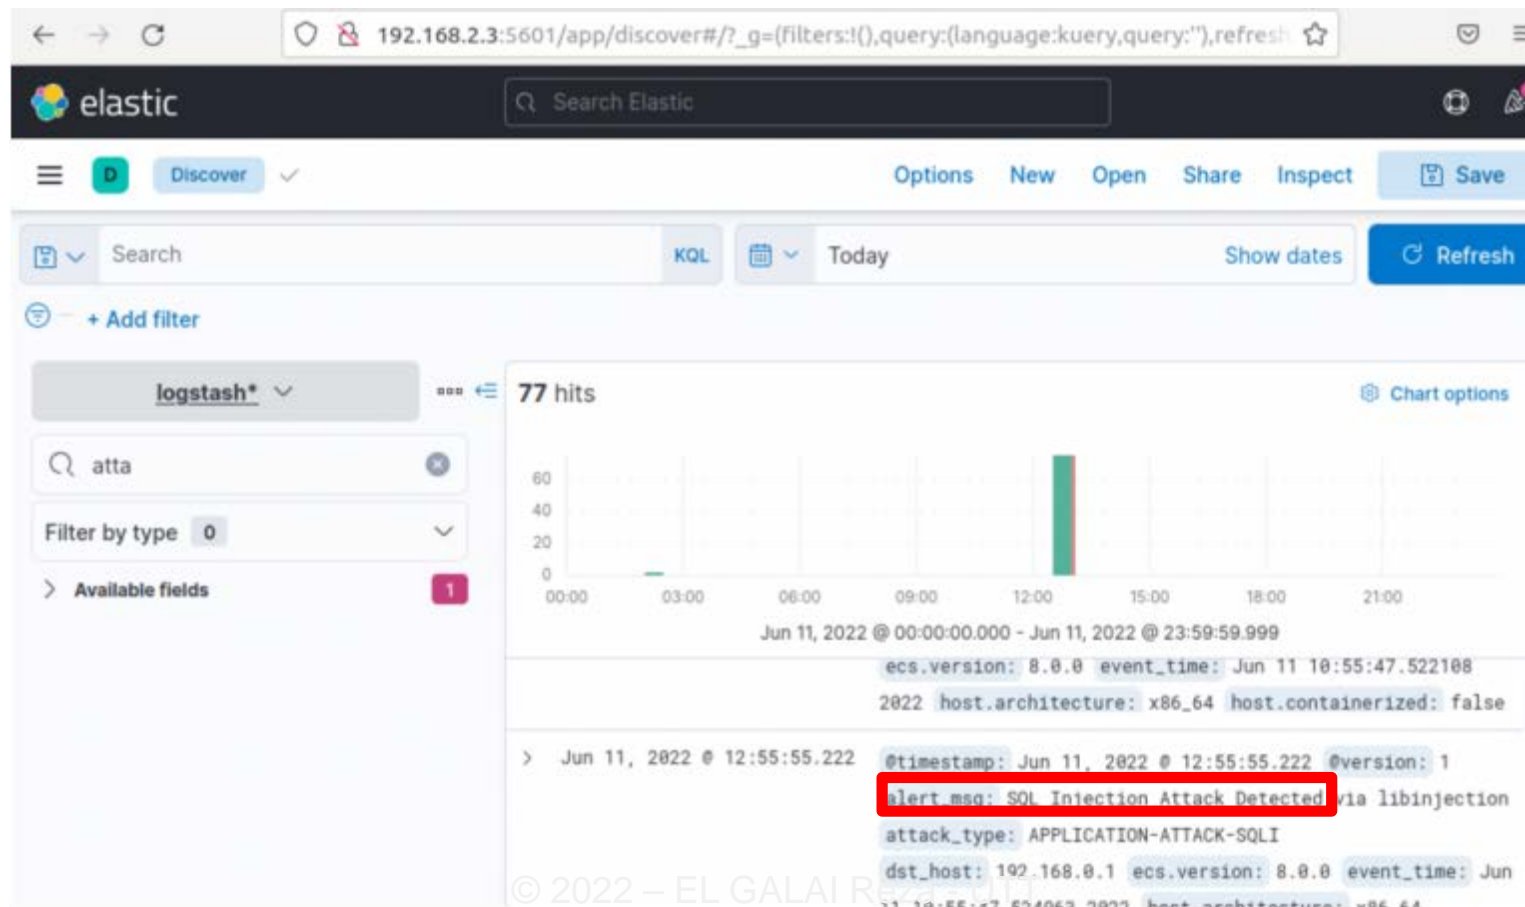 192.168.2.3:5601/app/discover#/?_g=(filters:!(),query:(language:kuery,query:''),refresh
elastic
Search Elastic
D Discover
Options New Open Share Inspect Save
Search KQL Today Show dates Refresh
+ Add filter
logstash*
77 hits
Chart options
atta
Filter by type 0
Available fields 1
60
40
20
0
00:00 03:00 06:00 09:00 12:00 15:00 18:00 21:00
Jun 11, 2022 @ 00:00:00.000 - Jun 11, 2022 @ 23:59:59.999
ecs.version: 8.0.0 event_time: Jun 11 10:55:47.522108
2022 host.architecture: x86_64 host.containerized: false
Jun 11, 2022 @ 12:55:55.222
@timestamp: Jun 11, 2022 @ 12:55:55.222 @version: 1
alert_msg: SQL Injection Attack Detected via libinjection
attack_type: APPLICATION-ATTACK-SQLI
dst_host: 192.168.0.1 ecs.version: 8.0.0 event_time: Jun
2022 host.architecture: x86_64
© 2022 – EL GALAI